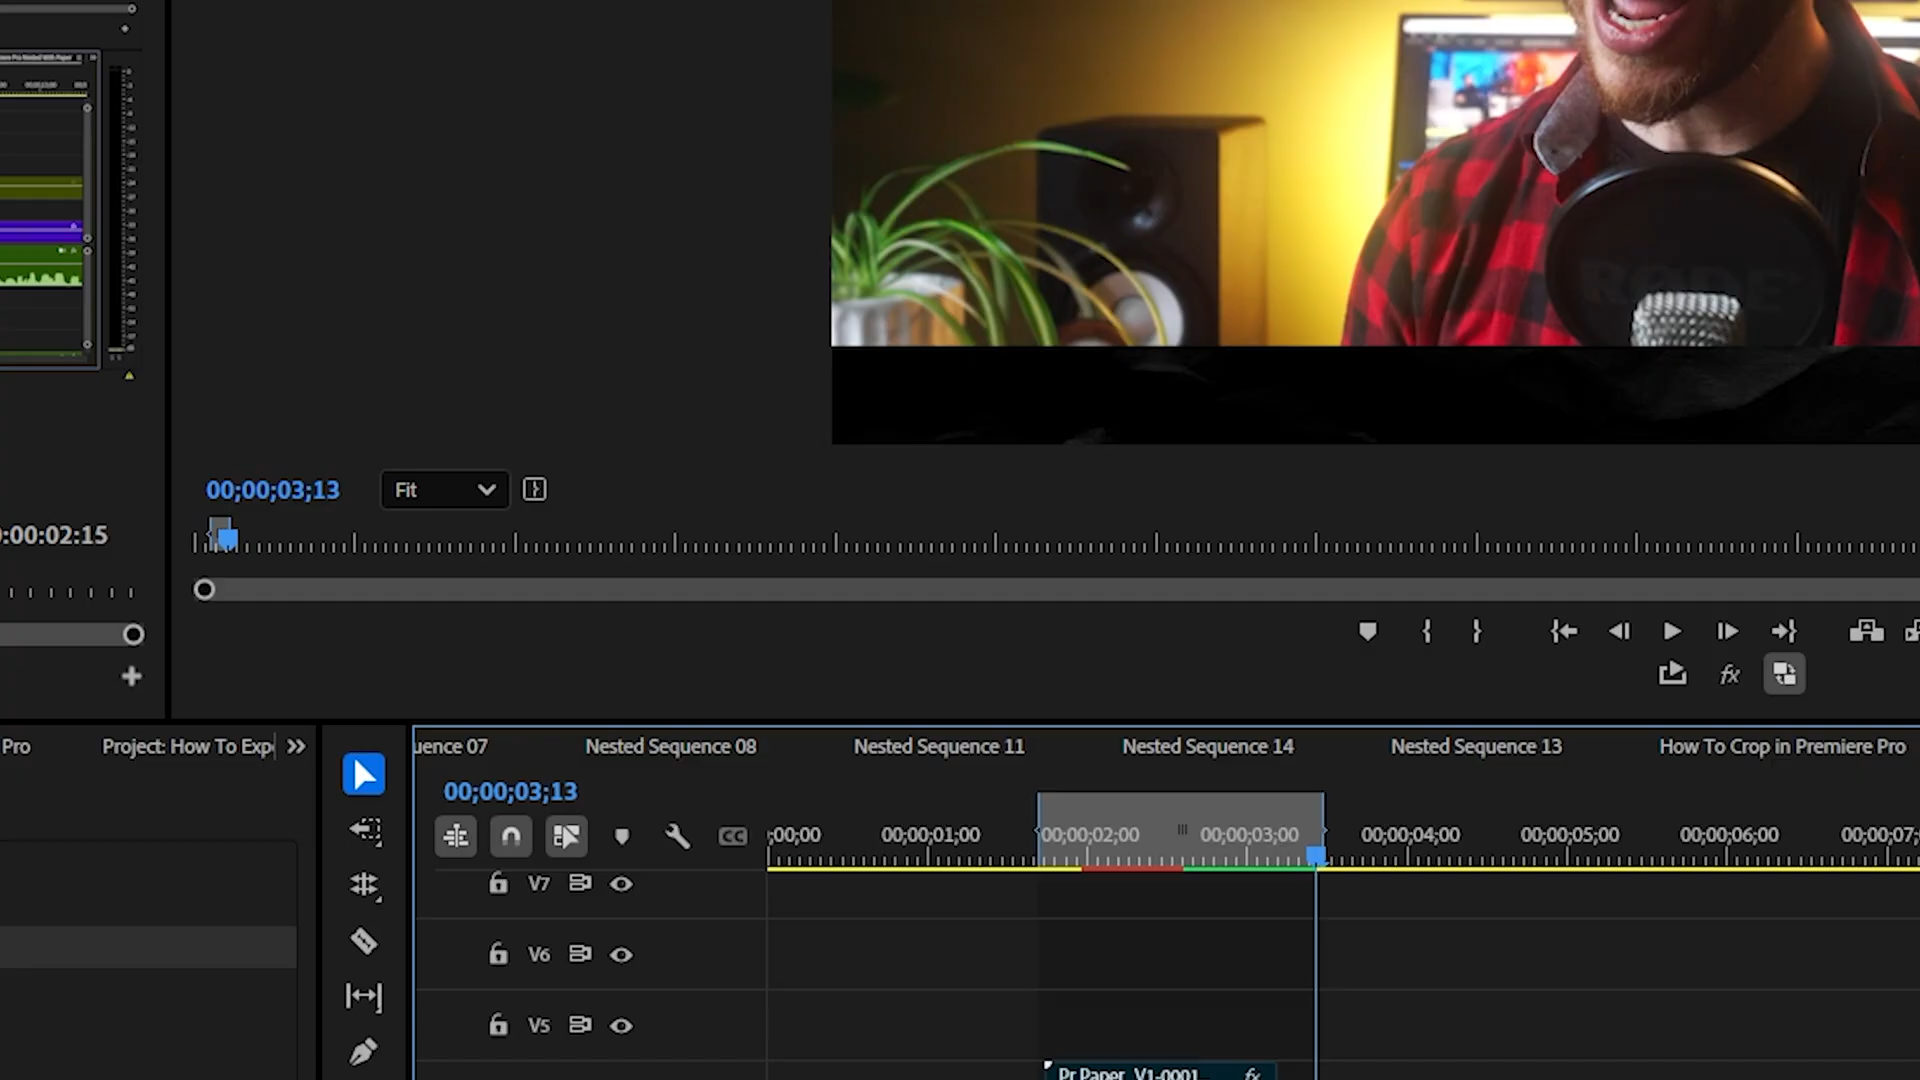 00;00;03;13
Fit
:00:02:15
fx
Pro
Project: How To Exp
uence 07
Nested Sequence 08
Nested Sequence 11
Nested Sequence 14
Nested Sequence 13
How To Crop in Premiere Pro
00;00;03;13
CC
;00;00
00;00;01;00
00;00;02;00
00;00;03;00
00;00;04;00
00;00;05;00
00;00;06;00
00;00;07;
V7
V6
V5
Pr Paper_V1-0001
fx